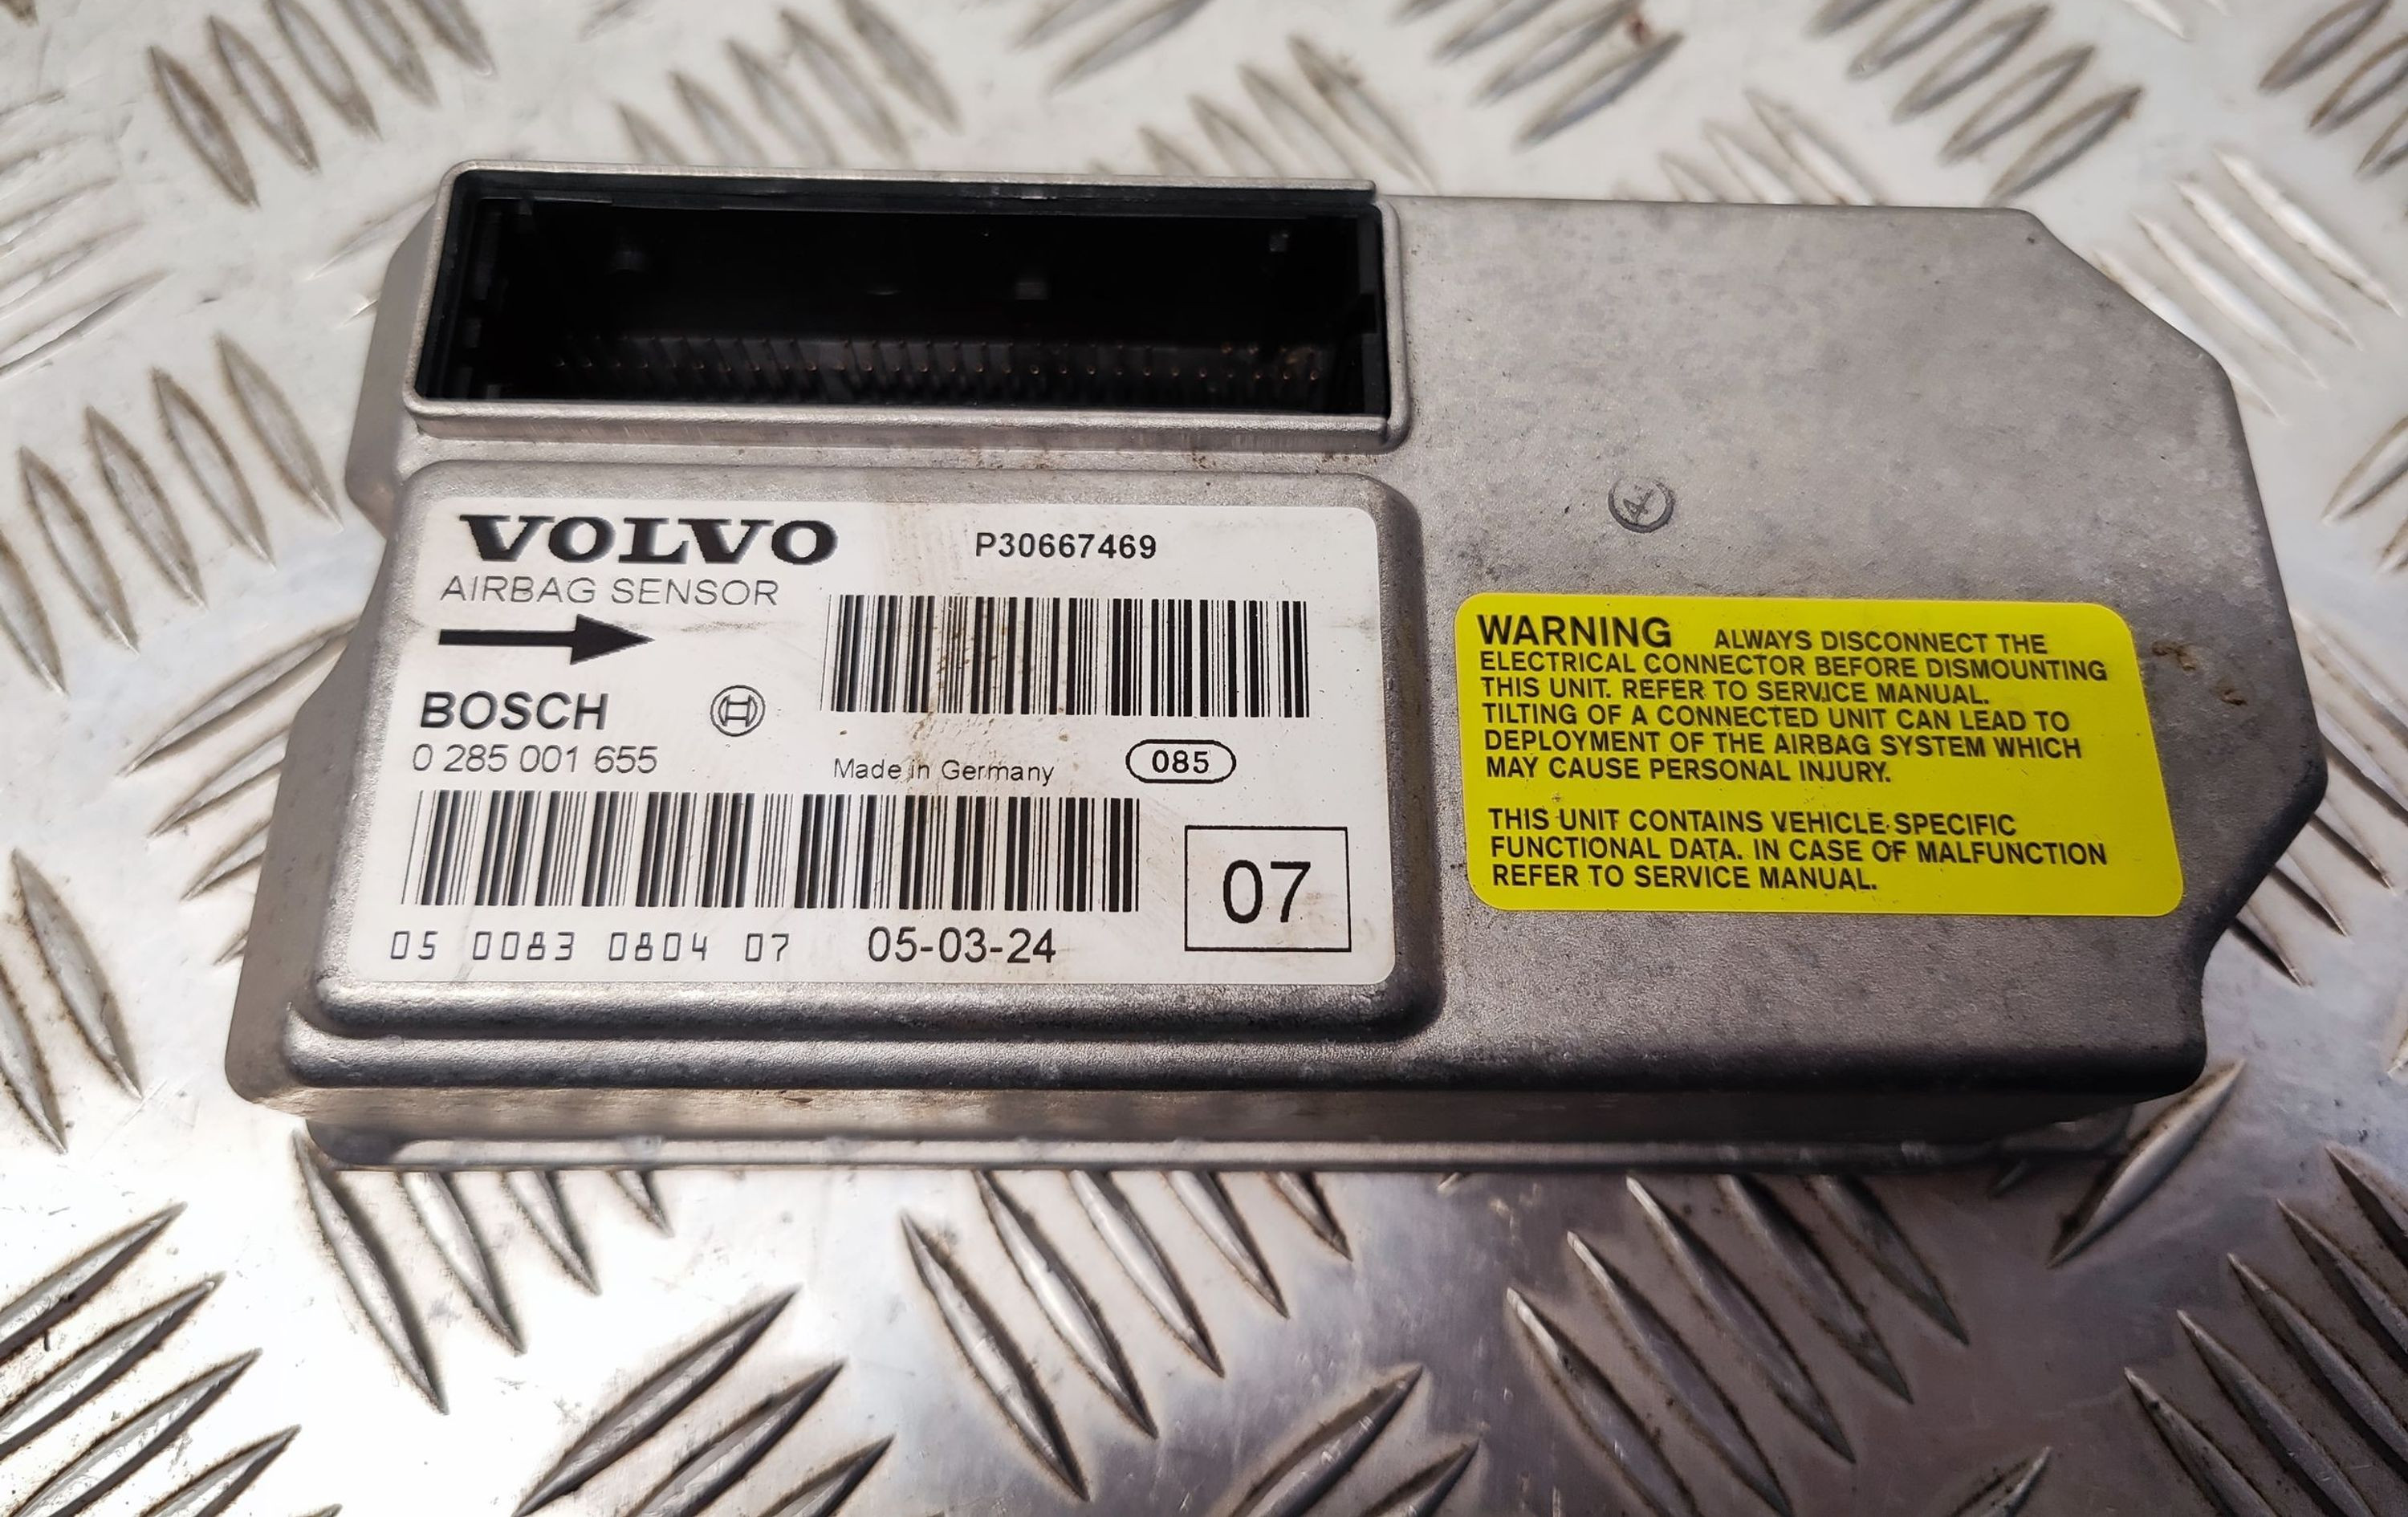 VOLVO
P30667469
AIRBAG SENSOR
BOSCH
0 285 001 655
Made in Germany
085
05 0083 0804 07
05-03-24
07
WARNING ALWAYS DISCONNECT THE
ELECTRICAL CONNECTOR BEFORE DISMOUNTING
THIS UNIT. REFER TO SERVICE MANUAL.
TILTING OF A CONNECTED UNIT CAN LEAD TO
DEPLOYMENT OF THE AIRBAG SYSTEM WHICH
MAY CAUSE PERSONAL INJURY.
THIS UNIT CONTAINS VEHICLE SPECIFIC
FUNCTIONAL DATA. IN CASE OF MALFUNCTION
REFER TO SERVICE MANUAL.